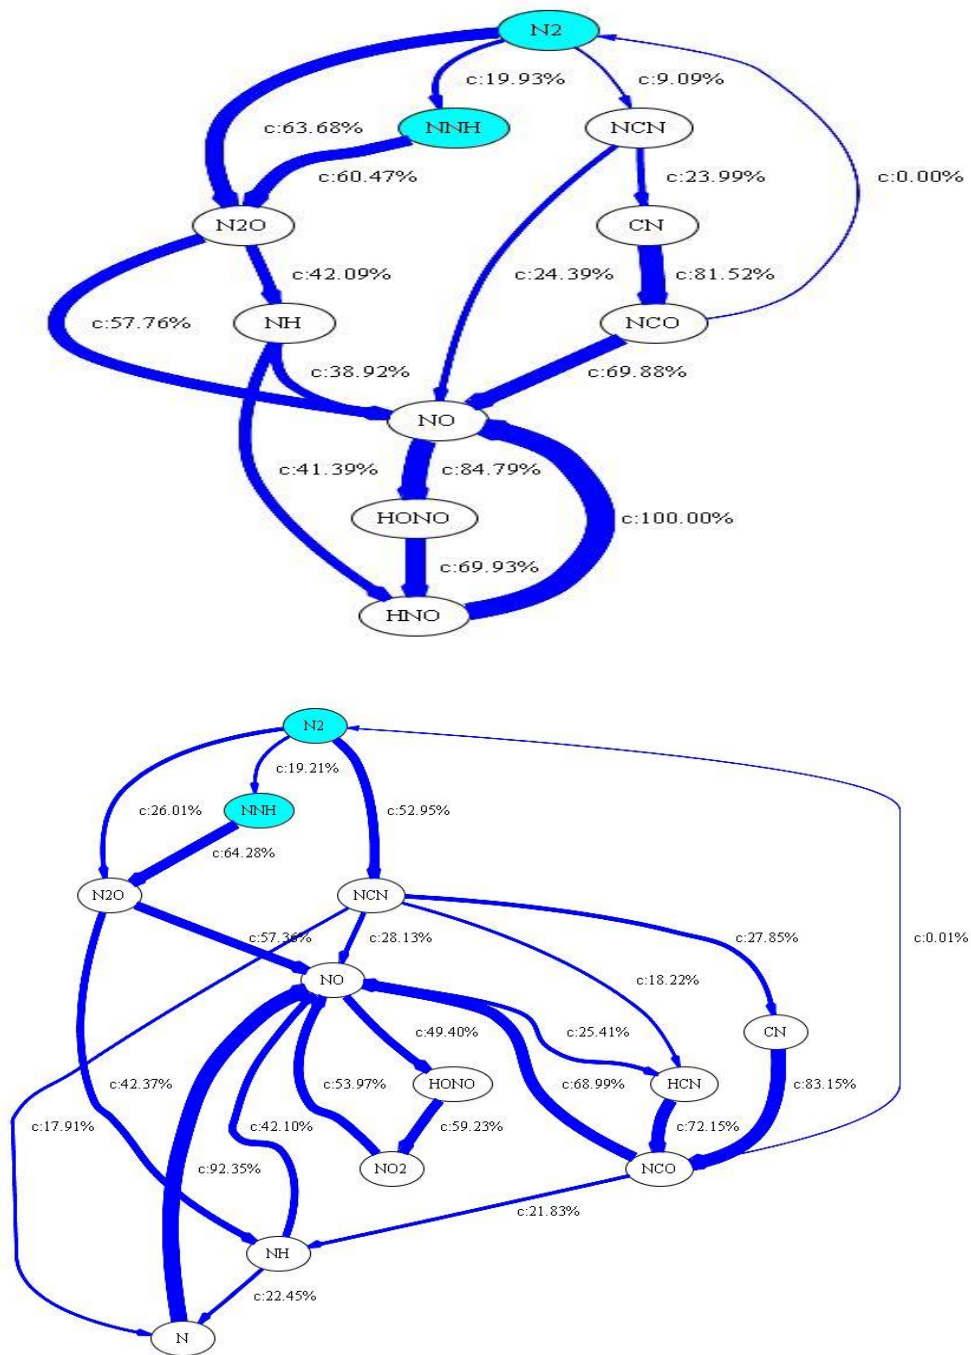 N2
c:19.93%
c:9.09%
c:63.68%
NNH
NCN
c:60.47%
c:23.99%
c:0.00%
N2O
CN
c:42.09%
c:24.39%
c:81.52%
c:57.76%
NH
NCO
c:38.92%
c:69.88%
NO
c:41.39%
c:84.79%
HONO
c:100.00%
c:69.93%
HNO
N2
c:19.21%
c:26.01%
NNH
c:52.95%
c:64.28%
N2O
NCN
c:57.36%
c:28.13%
c:27.85%
c:0.01%
NO
c:18.22%
CN
c:49.40%
c:25.41%
c:42.37%
c:53.97%
HONO
c:68.99%
HCN
c:83.15%
c:17.91%
c:42.10%
c:59.23%
c:72.15%
c:92.35%
NO2
NCO
c:21.83%
NH
c:22.45%
N